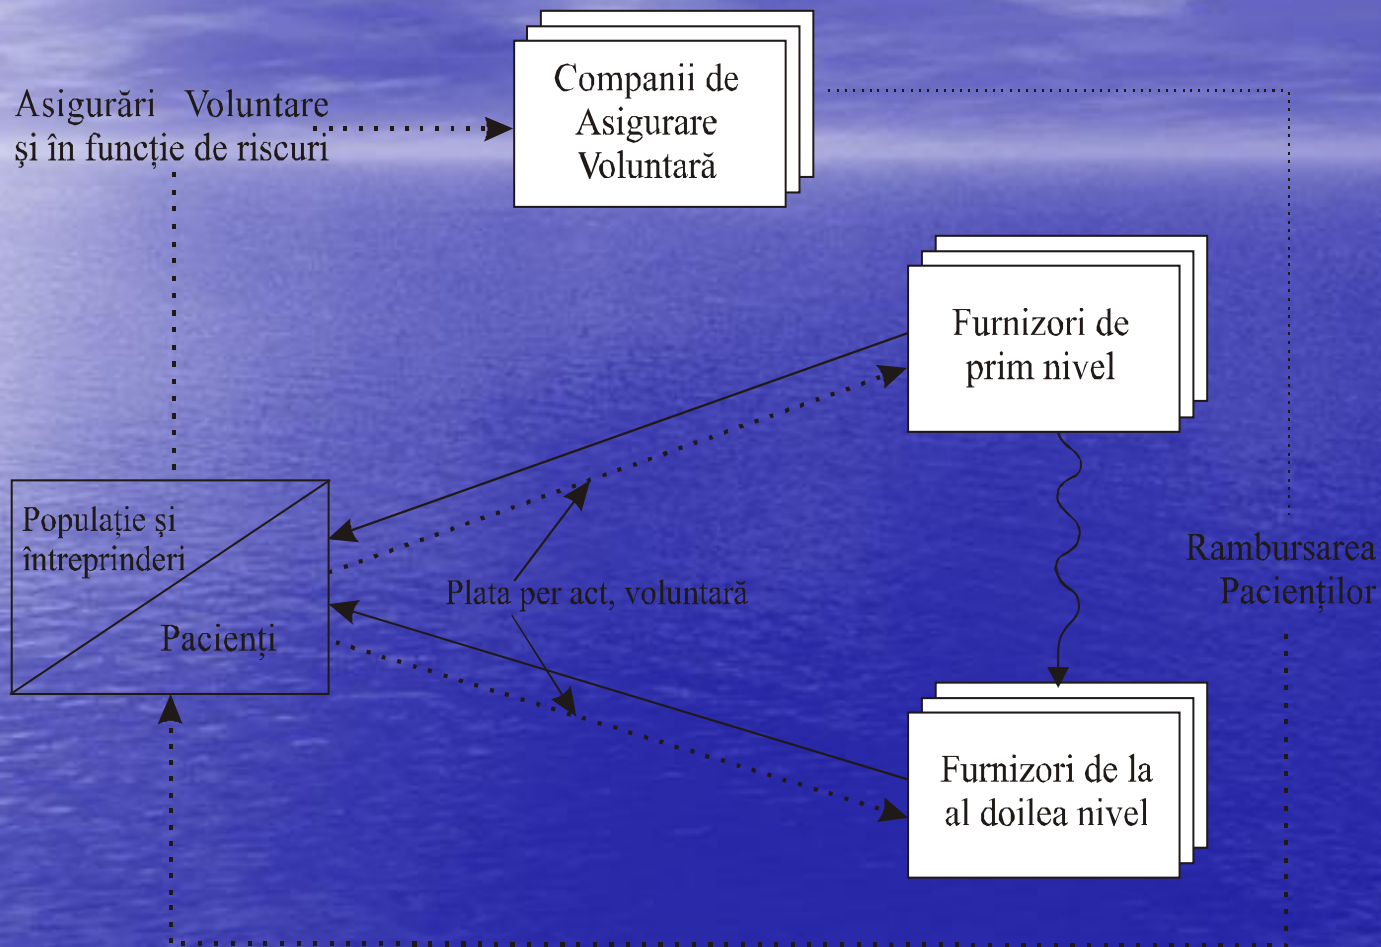 Companii de
Asigurare
Voluntară
Asigurări Voluntare
şi în funcţie de riscuri
Furnizori de
prim nivel
Populaţie şi
întreprinderi
Pacienţi
Plata per act, voluntară
Rambursarea
Pacienţilor
Furnizori de la
al doilea nivel